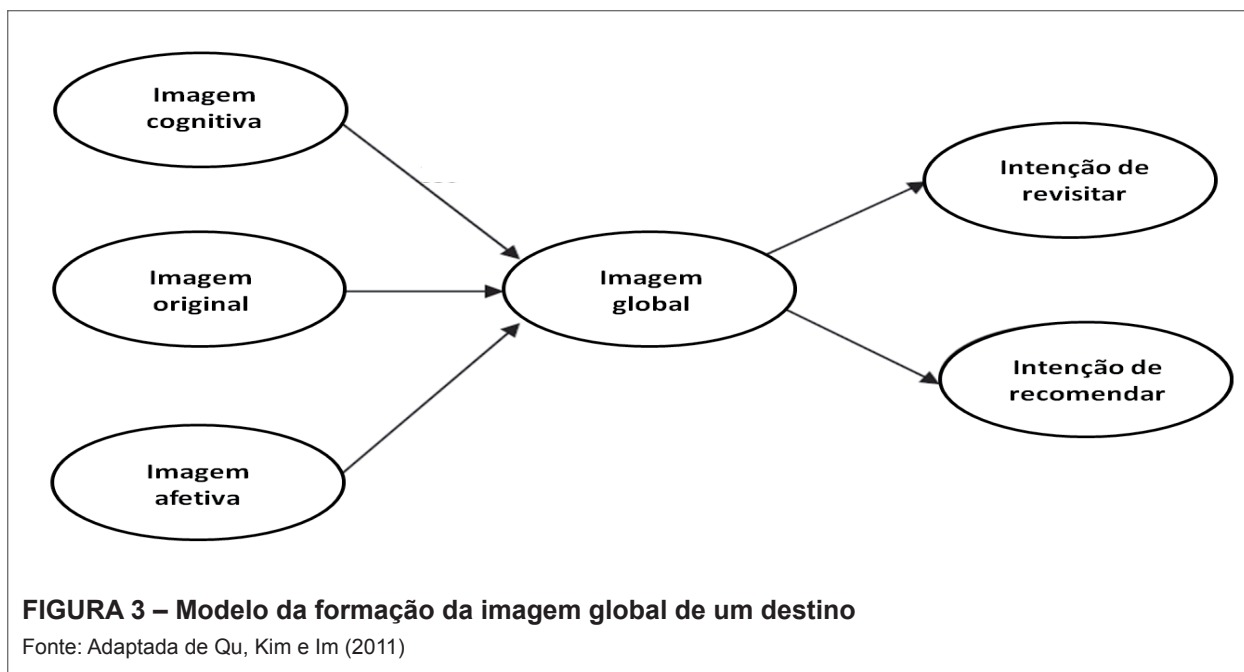 Imagem
cognitiva
Imagem
original
Imagem
afetiva
Imagem
global
Intenção de
revisitar
Intenção de
recomendar
FIGURA 3 – Modelo da formação da imagem global de um destino
Fonte: Adaptada de Qu, Kim e Im (2011)